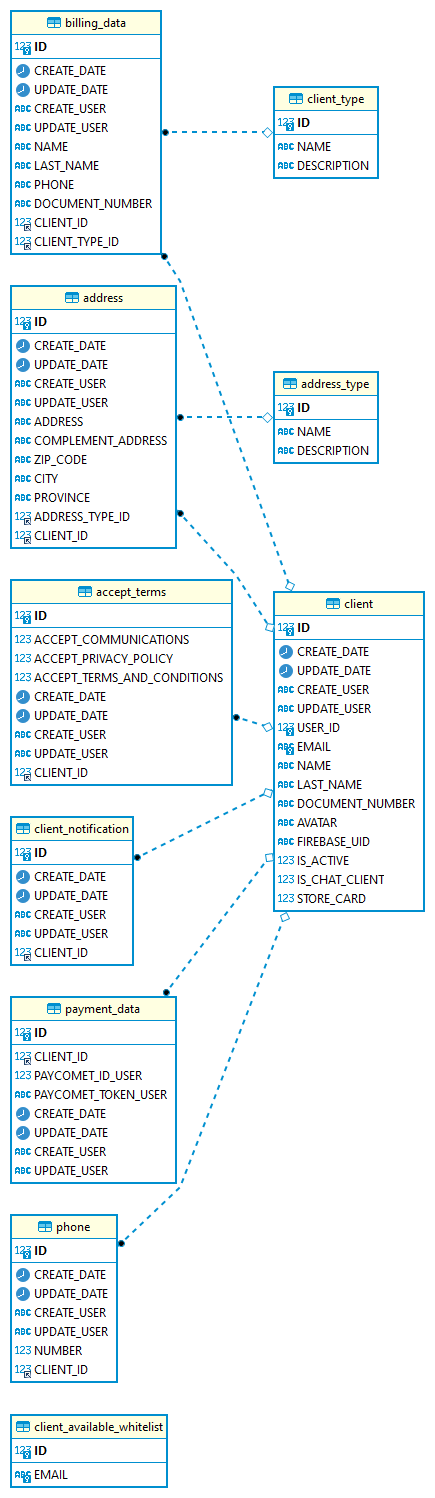 billing_data
123 ID
CREATE_DATE
UPDATE_DATE
ABC CREATE_USER
ABC UPDATE_USER
ABC NAME
ABC LAST_NAME
ABC PHONE
ABC DOCUMENT_NUMBER
123 CLIENT_ID
123 CLIENT_TYPE_ID
client_type
123 ID
ABC NAME
ABC DESCRIPTION
address
123 ID
CREATE_DATE
UPDATE_DATE
ABC CREATE_USER
ABC UPDATE_USER
ABC ADDRESS
ABC COMPLEMENT_ADDRESS
ABC ZIP_CODE
ABC CITY
ABC PROVINCE
123 ADDRESS_TYPE_ID
123 CLIENT_ID
address_type
123 ID
ABC NAME
ABC DESCRIPTION
accept_terms
123 ID
123 ACCEPT_COMMUNICATIONS
123 ACCEPT_PRIVACY_POLICY
123 ACCEPT_TERMS_AND_CONDITIONS
CREATE_DATE
UPDATE_DATE
ABC CREATE_USER
ABC UPDATE_USER
123 CLIENT_ID
client
123 ID
CREATE_DATE
UPDATE_DATE
ABC CREATE_USER
ABC UPDATE_USER
123 USER_ID
ABC EMAIL
ABC NAME
ABC LAST_NAME
ABC DOCUMENT_NUMBER
ABC AVATAR
ABC FIREBASE_UID
123 IS_ACTIVE
123 IS_CHAT_CLIENT
123 STORE_CARD
client_notification
123 ID
CREATE_DATE
UPDATE_DATE
ABC CREATE_USER
ABC UPDATE_USER
123 CLIENT_ID
payment_data
123 ID
123 CLIENT_ID
123 PAYCOMET_ID_USER
ABC PAYCOMET_TOKEN_USER
CREATE_DATE
UPDATE_DATE
ABC CREATE_USER
ABC UPDATE_USER
phone
123 ID
CREATE_DATE
UPDATE_DATE
ABC CREATE_USER
ABC UPDATE_USER
123 NUMBER
123 CLIENT_ID
client_available_whitelist
123 ID
ABC EMAIL